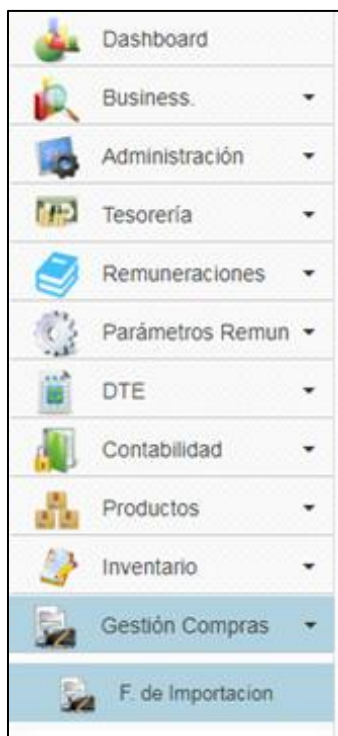 Dashboard
Business.
Administración
Tesorería
Remuneraciones
Parámetros Remun
DTE
Contabilidad
Productos
Inventario
Gestión Compras
F. de Importacion